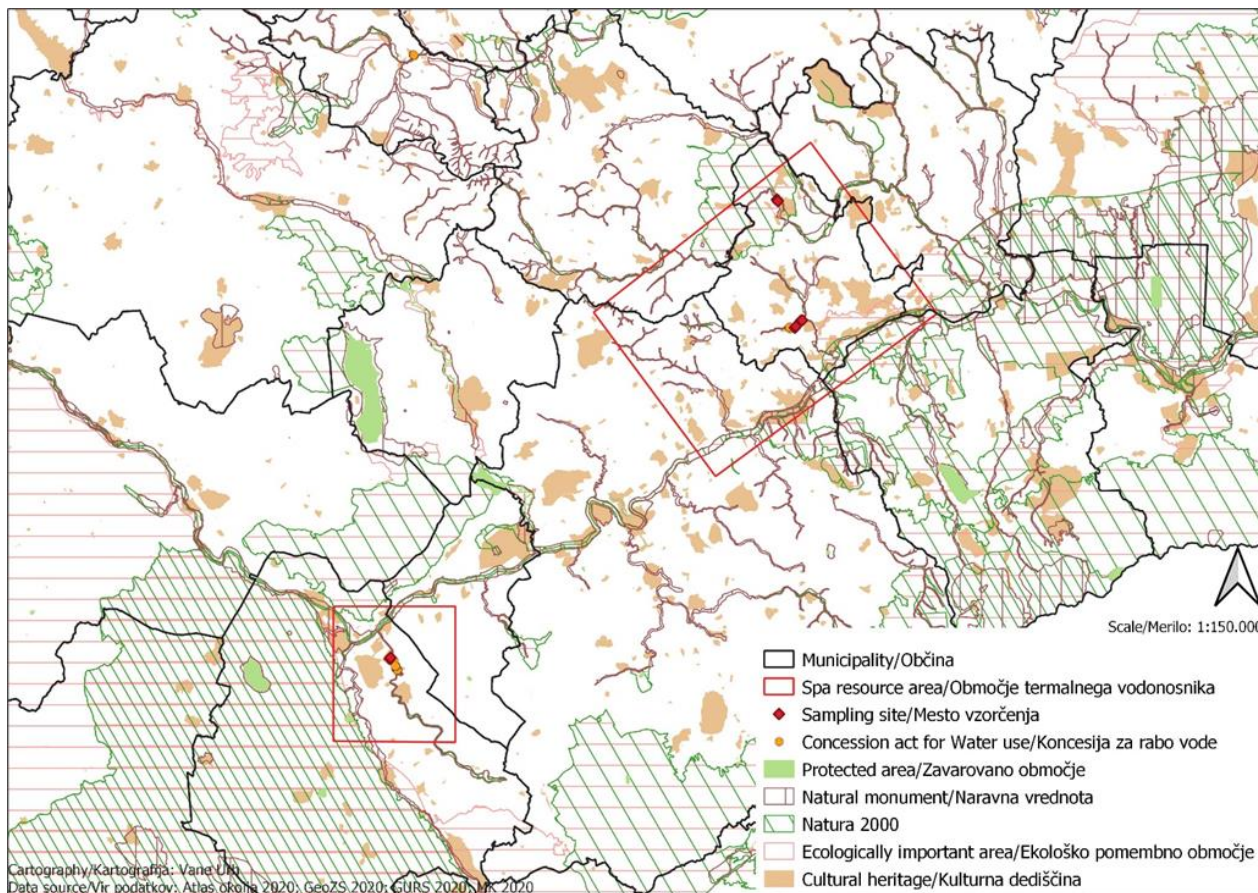 Scale/Merilo: 1:150.000
Municipality/Občina
Spa resource area/Območje termalnega vodonosnika
Sampling site/Mesto vzorčenja
Concession act for Water use/Koncesija za rabo vode
Protected area/Zavarovano območje
Natural monument/Naravna vrednota
Natura 2000
Ecologically important area/Ekološko pomembno območje
Cultural heritage/Kulturna dediščina
Cartography/Kartografija: Vane Urh
Data source/Vir podatkov: Atlas okolja 2020; GeoZS 2020; GURS 2020; MK 2020